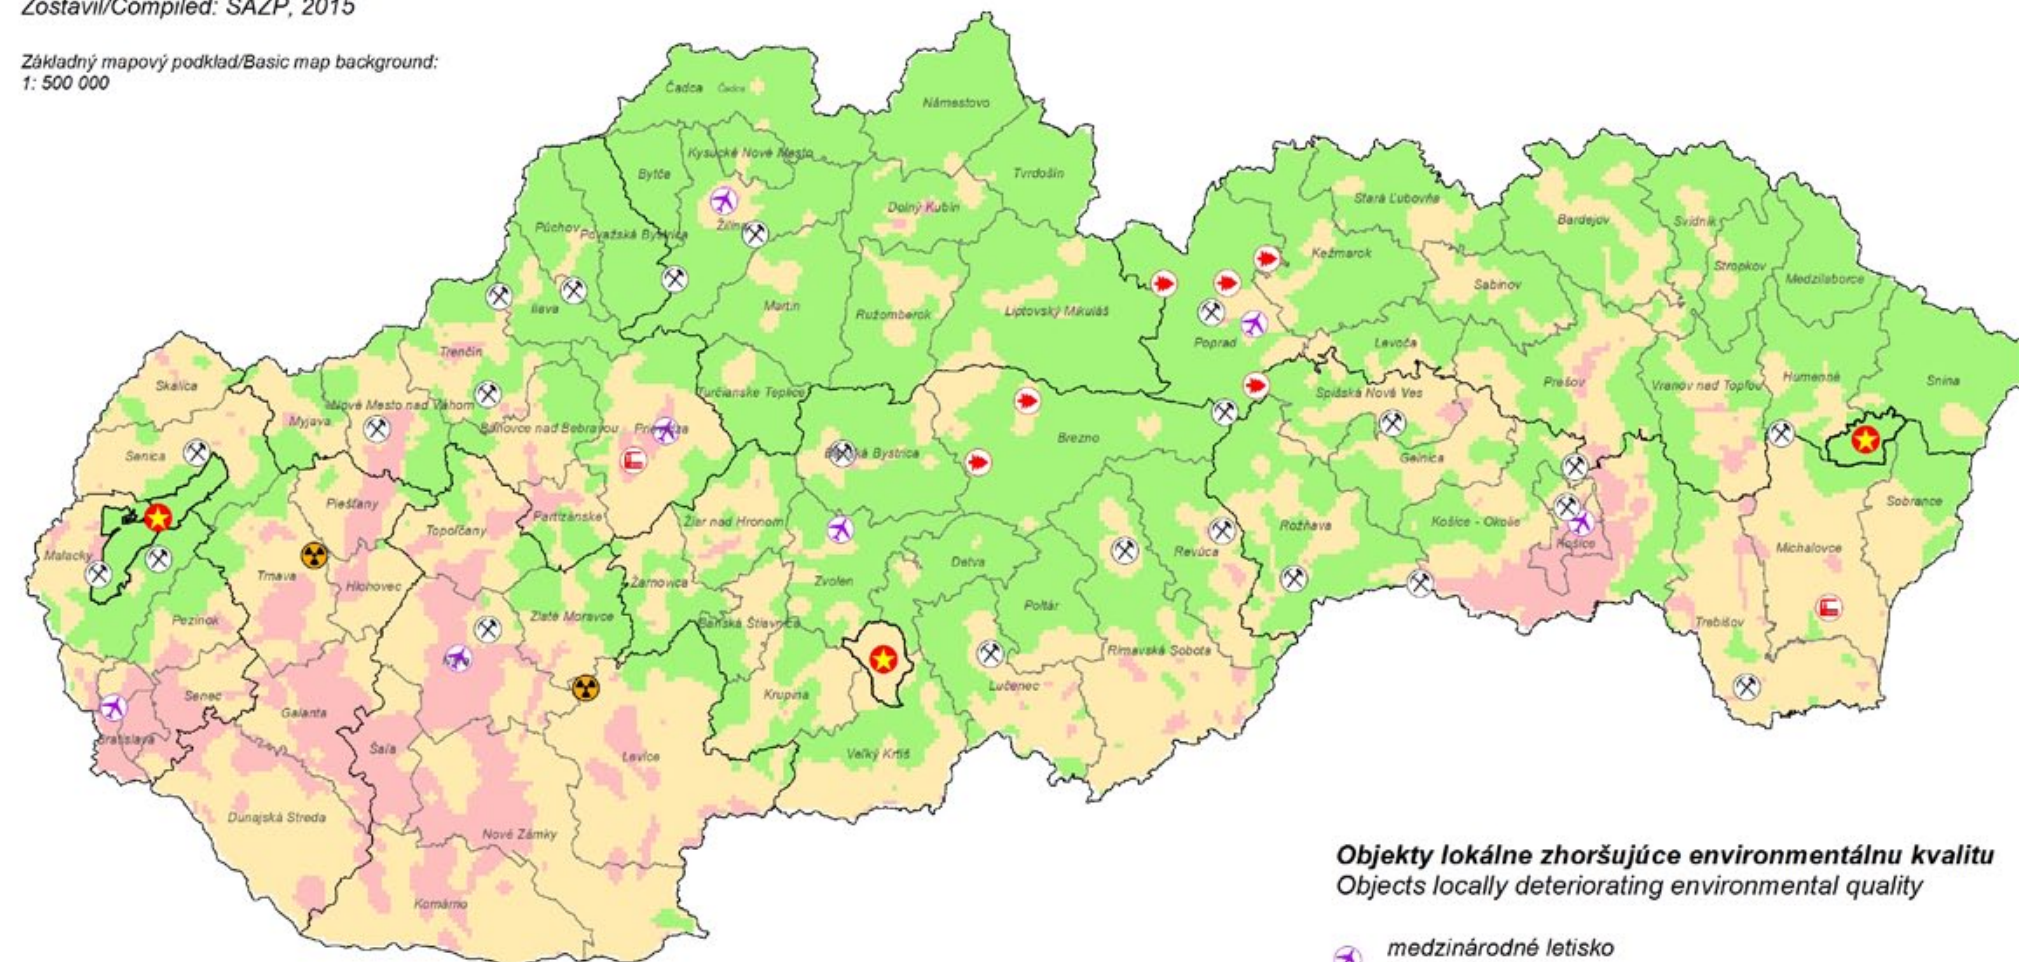 Zostavil/Compiled: SAŽP, 2015
Základný mapový podklad/Basic map background:
1: 500 000
Čadca
Čadca
Námestovo
Kysucké Nové Mesto
Bytča
Tvrdošín
Dolný Kubín
Stará Ľubovňa
Bardejov
Svidník
Púchov
Považská Bystrica
Žilina
Kežmarok
Stropkov
Medzilaborce
Sabinov
Ilava
Martin
Ružomberok
Liptovský Mikuláš
Poprad
Levoča
Trenčín
Skalica
Turčianske Teplice
Spišská Nová Ves
Prešov
Vranov nad Topľou
Humenné
Snina
Nové Mesto nad Váhom
Myjava
Bánovce nad Bebravou
Prievidza
Brezno
Senica
Banská Bystrica
Gelnica
Piešťany
Topoľčany
Partizánske
Žiar nad Hronom
Rožňava
Košice - Okolie
Sobrance
Malacky
Trnava
Hlohovec
Žarnovica
Zvolen
Detva
Revúca
Košice
Michalovce
Pezinok
Zlaté Moravce
Banská Štiavnica
Poltár
Trebišov
Nitra
Rimavská Sobota
Senec
Krupina
Lučenec
Galanta
Bratislava
Šaľa
Levice
Veľký Krtíš
Dunajská Streda
Nové Zámky
Komárno
Objekty lokálne zhoršujúce environmentálnu kvalitu
Objects locally deteriorating environmental quality
medzinárodné letisko